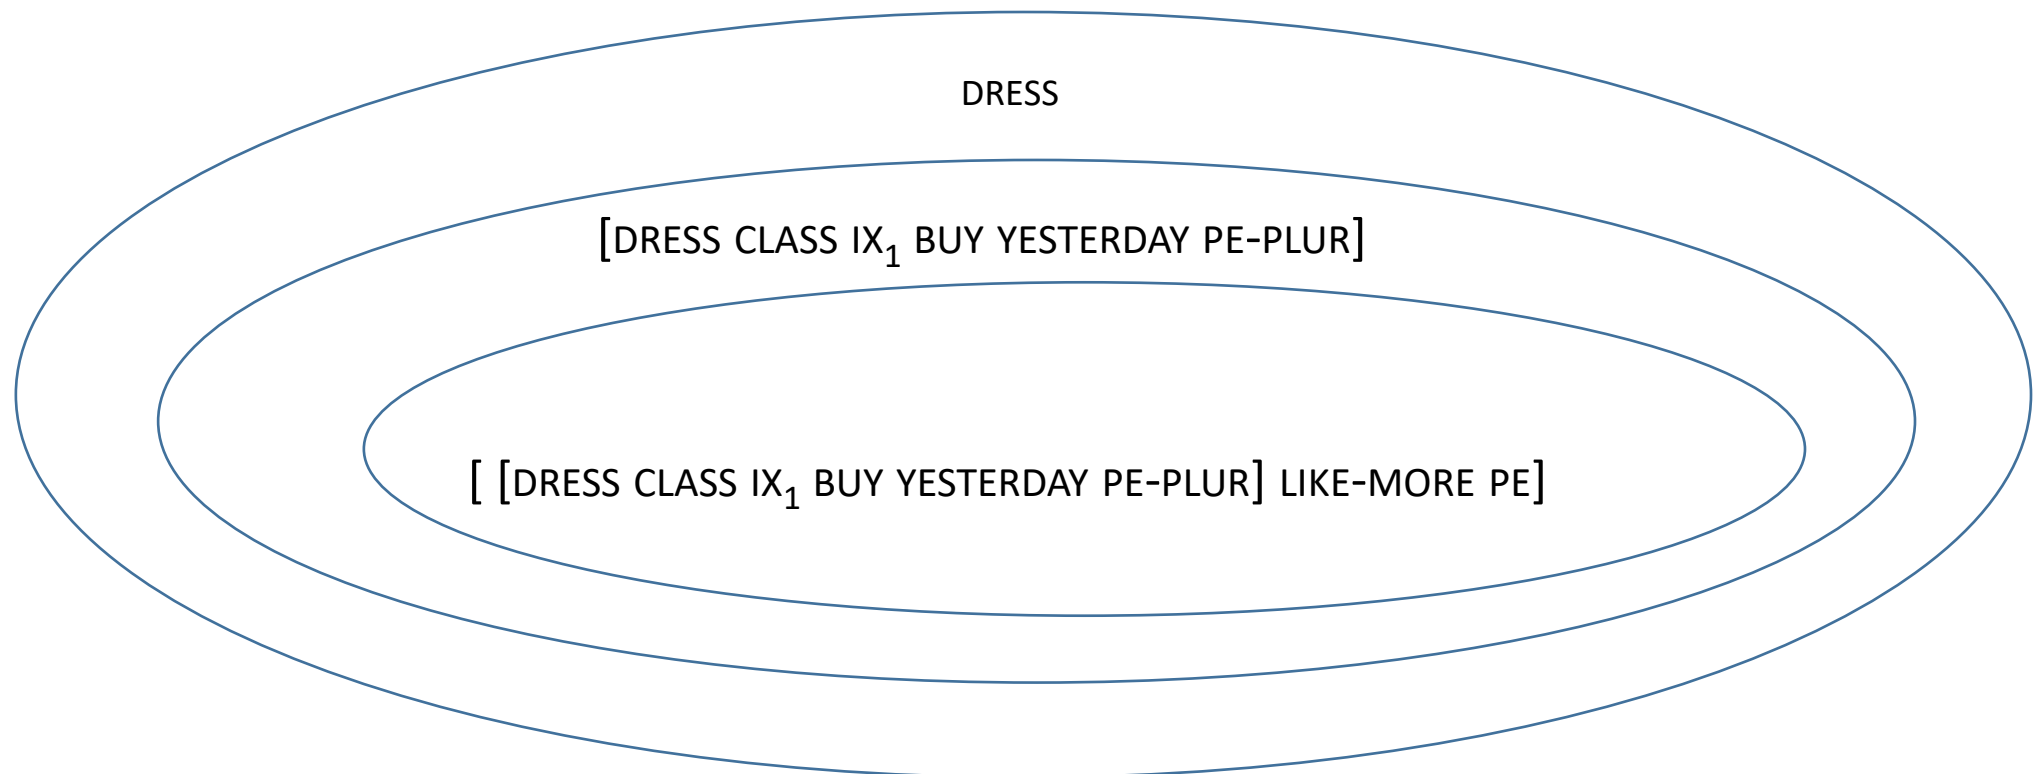 DRESS
[DRESS CLASS IX₁ BUY YESTERDAY PE-PLUR]
[ [DRESS CLASS IX₁ BUY YESTERDAY PE-PLUR] LIKE-MORE PE]